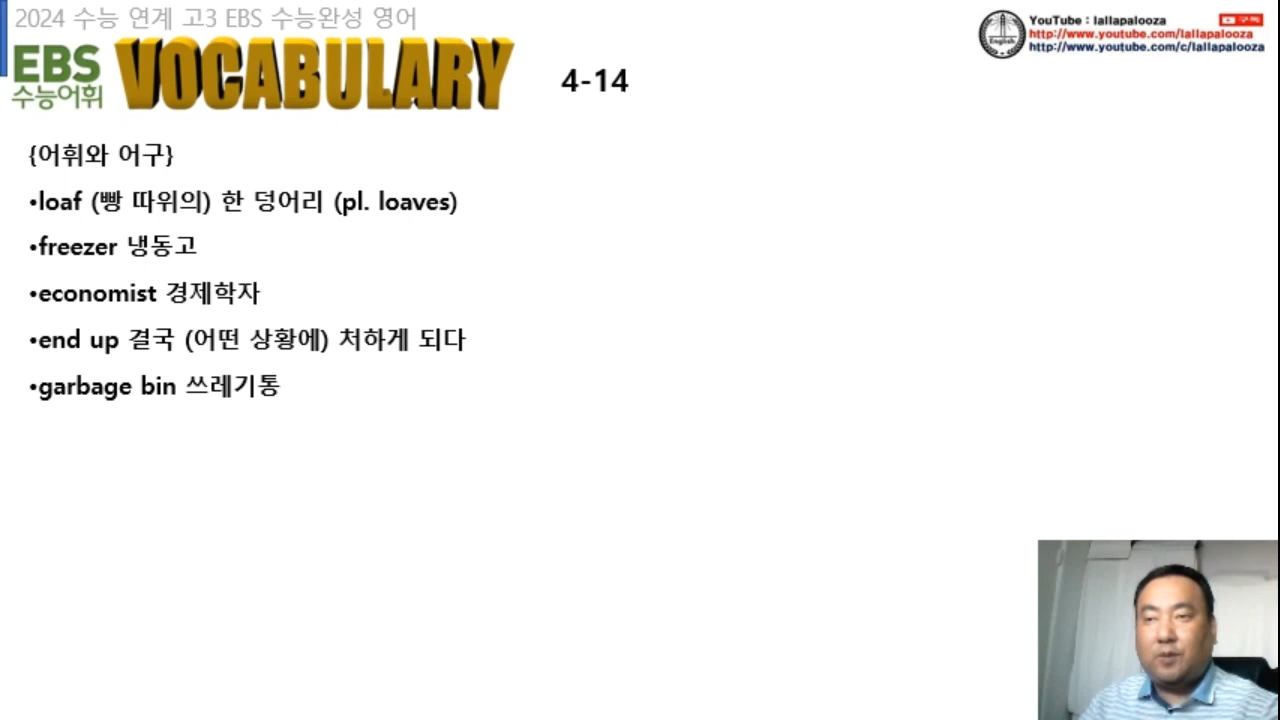 2024 수능 연계 고3 EBS 수능완성 영어
EBS 수능어휘
VOCABULARY
4-14
YouTube : lallapalooza
구독
http://www.youtube.com/lallapalooza
http://www.youtube.com/c/lallapalooza
English
{어휘와 어구}
•loaf (빵 따위의) 한 덩어리 (pl. loaves)
•freezer 냉동고
•economist 경제학자
•end up 결국 (어떤 상황에) 처하게 되다
•garbage bin 쓰레기통